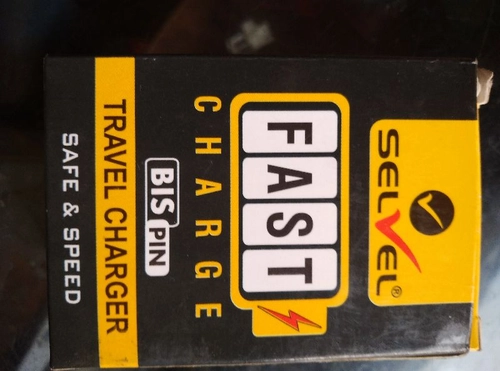 SELVEL®
FAST
CHARGE
BIS PIN
TRAVEL CHARGER
SAFE & SPEED